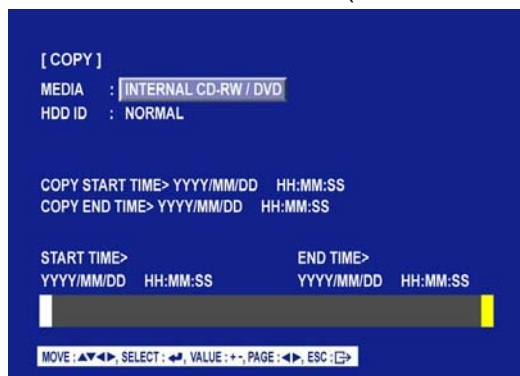 [ COPY ]
MEDIA : INTERNAL CD-RW / DVD
HDD ID : NORMAL
COPY START TIME> YYYY/MM/DD HH:MM:SS
COPY END TIME> YYYY/MM/DD HH:MM:SS
START TIME> END TIME>
YYYY/MM/DD HH:MM:SS YYYY/MM/DD HH:MM:SS
MOVE : ▲▼◀▶, SELECT : ↵, VALUE : + -, PAGE : ◀▶, ESC :